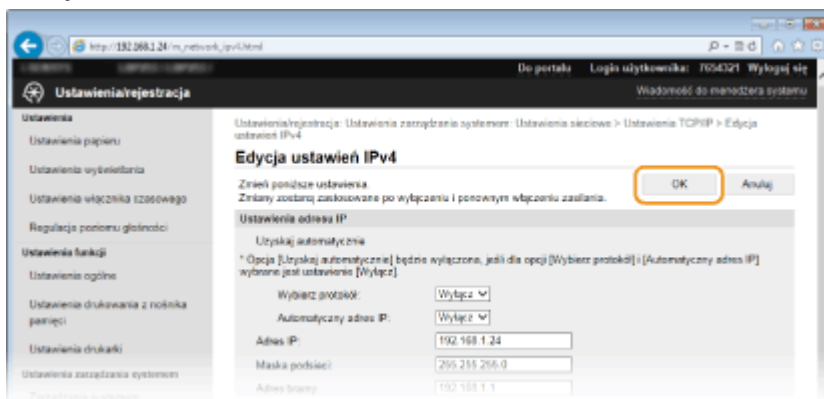 http://192.168.1.24/m_network_ipv4.html
Do portalu Login użytkownika: 7654321 Wyloguj się
Ustawienia/rejestracja
Wiadomość do menedżera systemu
Ustawienia
Ustawienia papieru
Ustawienia wyświetlania
Ustawienia włącznika czasowego
Regulacja poziomu głośności
Ustawienia funkcji
Ustawienia ogólne
Ustawienia drukowania z nośnika
pamięci
Ustawienia drukarki
Ustawienia zarządzania systemem
Ustawienia/rejestracja: Ustawienia zarządzania systemem: Ustawienia sieciowe > Ustawienia TCP/IP > Edycja
ustawień IPv4
Edycja ustawień IPv4
Zmień poniższe ustawienia.
Zmiany zostaną zastosowane po wyłączeniu i ponownym włączeniu zasilania.
OK Anuluj
Ustawienia adresu IP
Uzyskaj automatycznie
* Opcja [Uzyskaj automatycznie] będzie wyłączona, jeśli dla opcji [Wybierz protokół] i [Automatyczny adres IP]
wybrane jest ustawienie [Wyłącz].
Wybierz protokół: Wyłącz
Automatyczny adres IP: Wyłącz
Adres IP: 192.168.1.24
Maska podsieci: 255.255.255.0
Adres bramy: 192.168.1.1